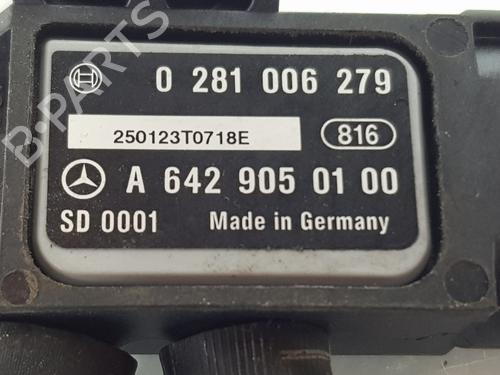 0 281 006 279
250123T0718E 816
A 642 905 01 00
SD 0001 Made in Germany
B-PARTS